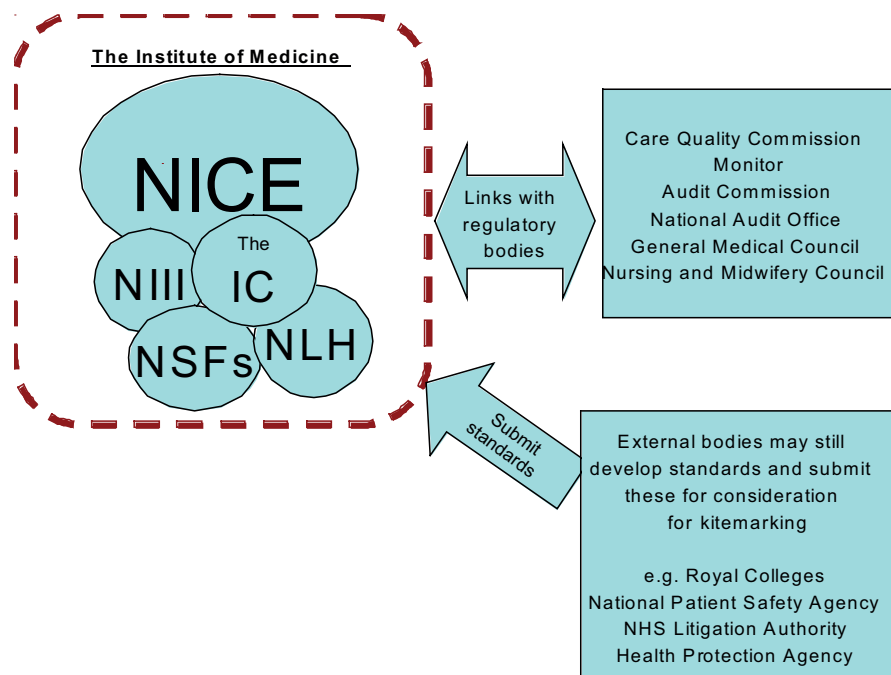 The Institute of Medicine
NICE
The
IC
NIII
NSFs
NLH
Links with
regulatory
bodies
Care Quality Commission
Monitor
Audit Commission
National Audit Office
General Medical Council
Nursing and Midwifery Council
Submit
standards
External bodies may still
develop standards and submit
these for consideration
for kitemarking
e.g. Royal Colleges
National Patient Safety Agency
NHS Litigation Authority
Health Protection Agency